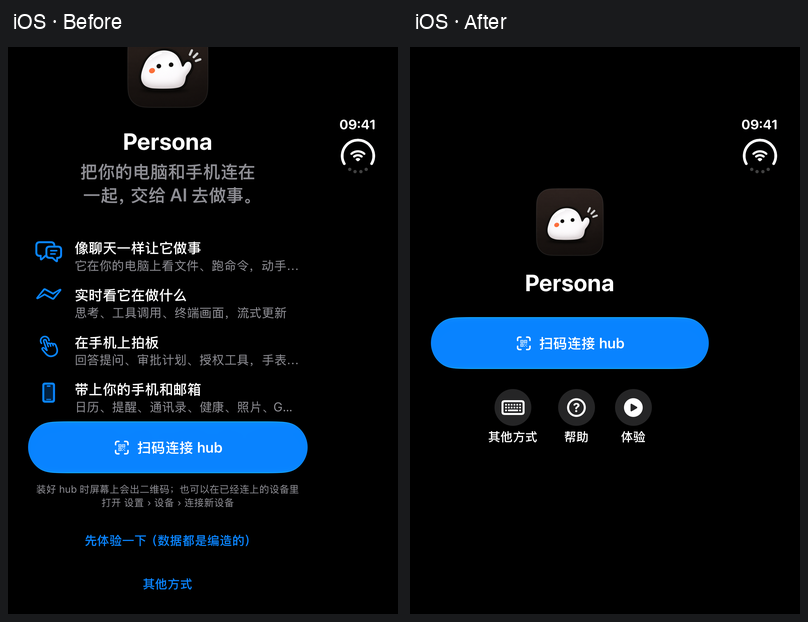 iOS · Before
09:41
Persona
把你的电脑和手机连在
一起，交给 AI 去做事。
像聊天一样让它做事
它在你的电脑上看文件、跑命令，动手…
实时看它在做什么
思考、工具调用、终端画面，流式更新
在手机上拍板
回答提问、审批计划、授权工具，手表…
带上你的手机和邮箱
日历、提醒、通讯录、健康、照片、G…
扫码连接 hub
装好 hub 时屏幕上会出二维码；也可以在已经连上的设备里
打开 设置 › 设备 › 连接新设备
先体验一下（数据都是编造的）
其他方式
iOS · After
09:41
Persona
扫码连接 hub
其他方式
帮助
体验